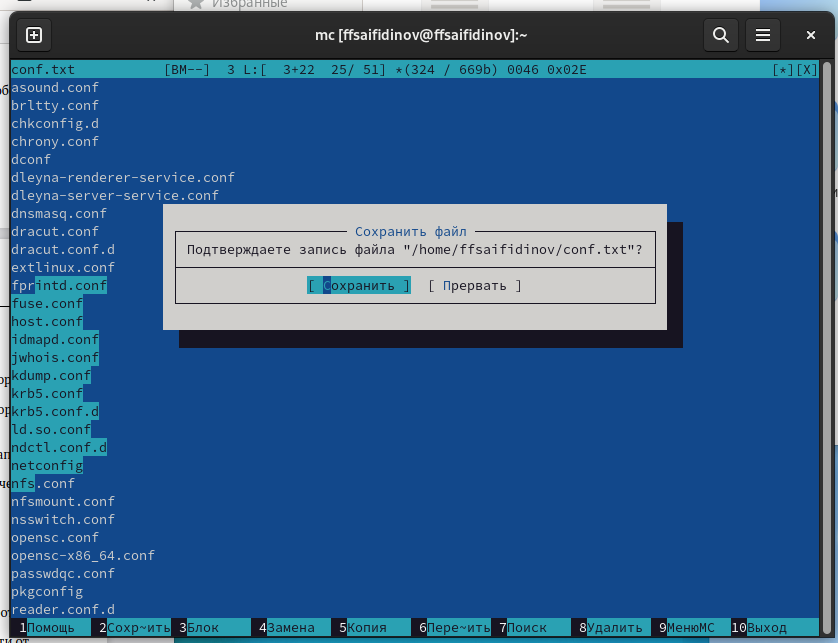 Избранные
mc [ffsaifidinov@ffsaifidinov]:~
conf.txt [BM--] 3 L:[ 3+22 25/ 51] *(324 / 669b) 0046 0x02E [*][X]
asound.conf
brltty.conf
chkconfig.d
chrony.conf
dconf
dleyna-renderer-service.conf
dleyna-server-service.conf
dnsmasq.conf
dracut.conf
dracut.conf.d
extlinux.conf
fprintd.conf
fuse.conf
host.conf
idmapd.conf
jwhois.conf
kdump.conf
krb5.conf
krb5.conf.d
ld.so.conf
ndctl.conf.d
netconfig
nfs.conf
nfsmount.conf
nsswitch.conf
opensc.conf
opensc-x86_64.conf
passwdqc.conf
pkgconfig
reader.conf.d
Сохранить файл
Подтверждаете запись файла "/home/ffsaifidinov/conf.txt"?
[ Сохранить ] [ Прервать ]
1Помощь 2Сохр~ить 3Блок 4Замена 5Копия 6Пере~ить 7Поиск 8Удалить 9МенюMC 10Выход